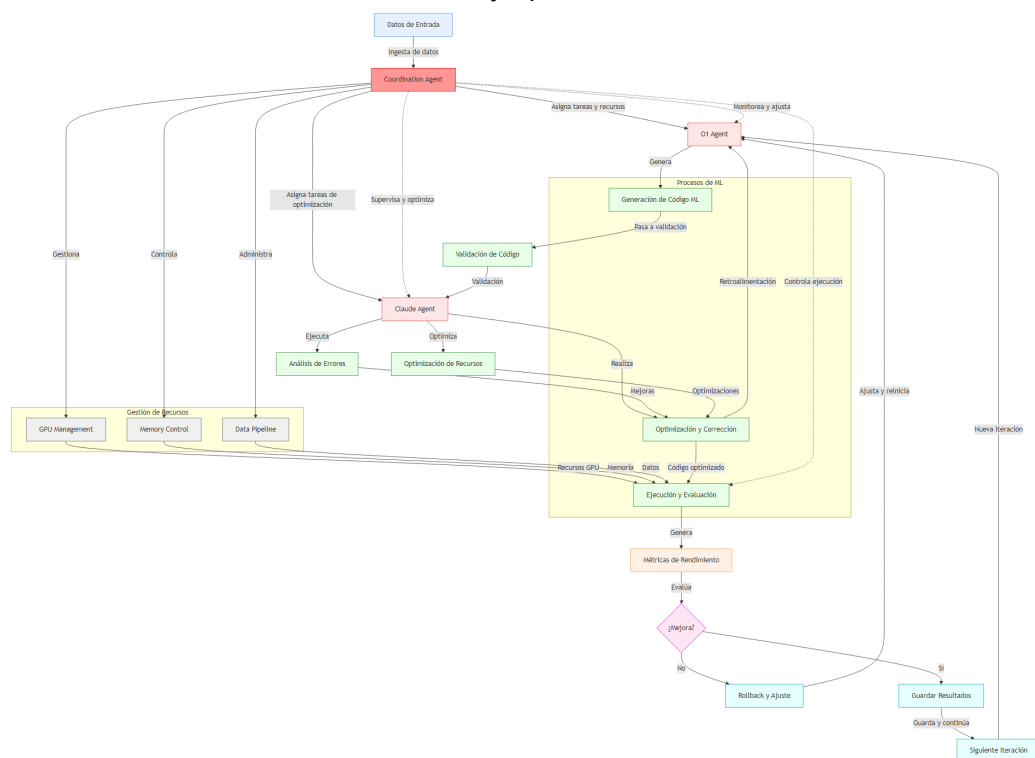 Datos de Entrada
Ingesta de datos
Coordination Agent
Asigna tareas y recursos
Monitorea y ajusta
O1 Agent
Genera
Procesos de ML
Generación de Código ML
Asigna tareas de
optimización
Supervisa y optimiza
Pasa a validación
Gestiona
Controla
Administra
Validación de Código
Validación
Retroalimentación
Controla ejecución
Claude Agent
Ejecuta
Optimiza
Análisis de Errores
Optimización de Recursos
Realiza
Mejoras
Optimizaciones
Ajusta y reinicia
Gestión de Recursos
GPU Management
Memory Control
Data Pipeline
Optimización y Corrección
Nueva iteración
Recursos GPU
Memoria
Datos
Código optimizado
Ejecución y Evaluación
Genera
Métricas de Rendimiento
Evalúa
¿Mejora?
No
Sí
Rollback y Ajuste
Guardar Resultados
Guarda y continúa
Siguiente Iteración